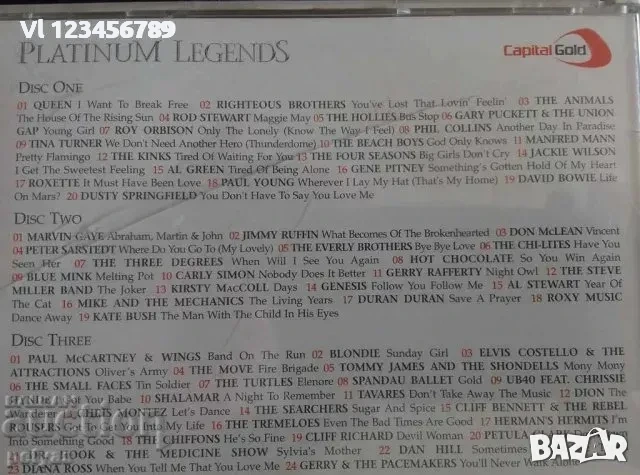 Vl 123456789
PLATINUM LEGENDS
Capital Gold
DISC ONE
01 QUEEN I Want To Break Free 02 RIGHTEOUS BROTHERS You've Lost That Lovin' Feelin' 03 THE ANIMALS
The House Of The Rising Sun 04 ROD STEWART Maggie May 05 THE HOLLIES Bus Stop 06 GARY PUCKETT & THE UNION
GAP Young Girl 07 ROY ORBISON Only The Lonely (Know The Way I Feel) 08 PHIL COLLINS Another Day In Paradise
09 TINA TURNER We Don't Need Another Hero (Thunderdome) 10 THE BEACH BOYS God Only Knows 11 MANFRED MANN
Pretty Flamingo 12 THE KINKS Tired Of Waiting For You 13 THE FOUR SEASONS Big Girls Don't Cry 14 JACKIE WILSON
I Get The Sweetest Feeling 15 AL GREEN Tired Of Being Alone 16 GENE PITNEY Something's Gotten Hold Of My Heart
17 ROXETTE It Must Have Been Love 18 PAUL YOUNG Wherever I Lay My Hat (That's My Home) 19 DAVID BOWIE Life
On Mars? 20 DUSTY SPRINGFIELD You Don't Have To Say You Love Me
DISC TWO
01 MARVIN GAYE Abraham, Martin & John 02 JIMMY RUFFIN What Becomes Of The Brokenhearted 03 DON McLEAN Vincent
04 PETER SARSTEDT Where Do You Go To (My Lovely) 05 THE EVERLY BROTHERS Bye Bye Love 06 THE CHI-LITES Have You
Seen Her 07 THE THREE DEGREES When Will I See You Again 08 HOT CHOCOLATE So You Win Again
09 BLUE MINK Melting Pot 10 CARLY SIMON Nobody Does It Better 11 GERRY RAFFERTY Night Owl 12 THE STEVE
MILLER BAND The Joker 13 KIRSTY MacCOLL Days 14 GENESIS Follow You Follow Me 15 AL STEWART Year Of
The Cat 16 MIKE AND THE MECHANICS The Living Years 17 DURAN DURAN Save A Prayer 18 ROXY MUSIC
Dance Away 19 KATE BUSH The Man With The Child In His Eyes
DISC THREE
01 PAUL McCARTNEY & WINGS Band On The Run 02 BLONDIE Sunday Girl 03 ELVIS COSTELLO & THE
ATTRACTIONS Oliver's Army 04 THE MOVE Fire Brigade 05 TOMMY JAMES AND THE SHONDELLS Mony Mony
06 THE SMALL FACES Tin Soldier 07 THE TURTLES Elenore 08 SPANDAU BALLET Gold 09 UB40 FEAT. CHRISSIE
Got You Babe 10 SHALAMAR A Night To Remember 11 TAVARES Don't Take Away The Music 12 DION The
MONTEZ Let's Dance 14 THE SEARCHERS Sugar And Spice 15 CLIFF BENNETT & THE REBEL
My Life 16 THE TREMELOES Even The Bad Times Are Good 17 HERMAN'S HERMITS I'm
Into Something Good THE CHIFFONS He's So Fine 19 CLIFF RICHARD Devil Woman 20 PETULA CLARK
HOOK & THE MEDICINE SHOW Sylvia's Mother 22 DAN HILL Sometimes
23 DIANA ROSS When You Tell Me That You Love Me 24 GERRY & THE PACEMAKERS You'll Never Walk Alone
bazar
БАЗАР